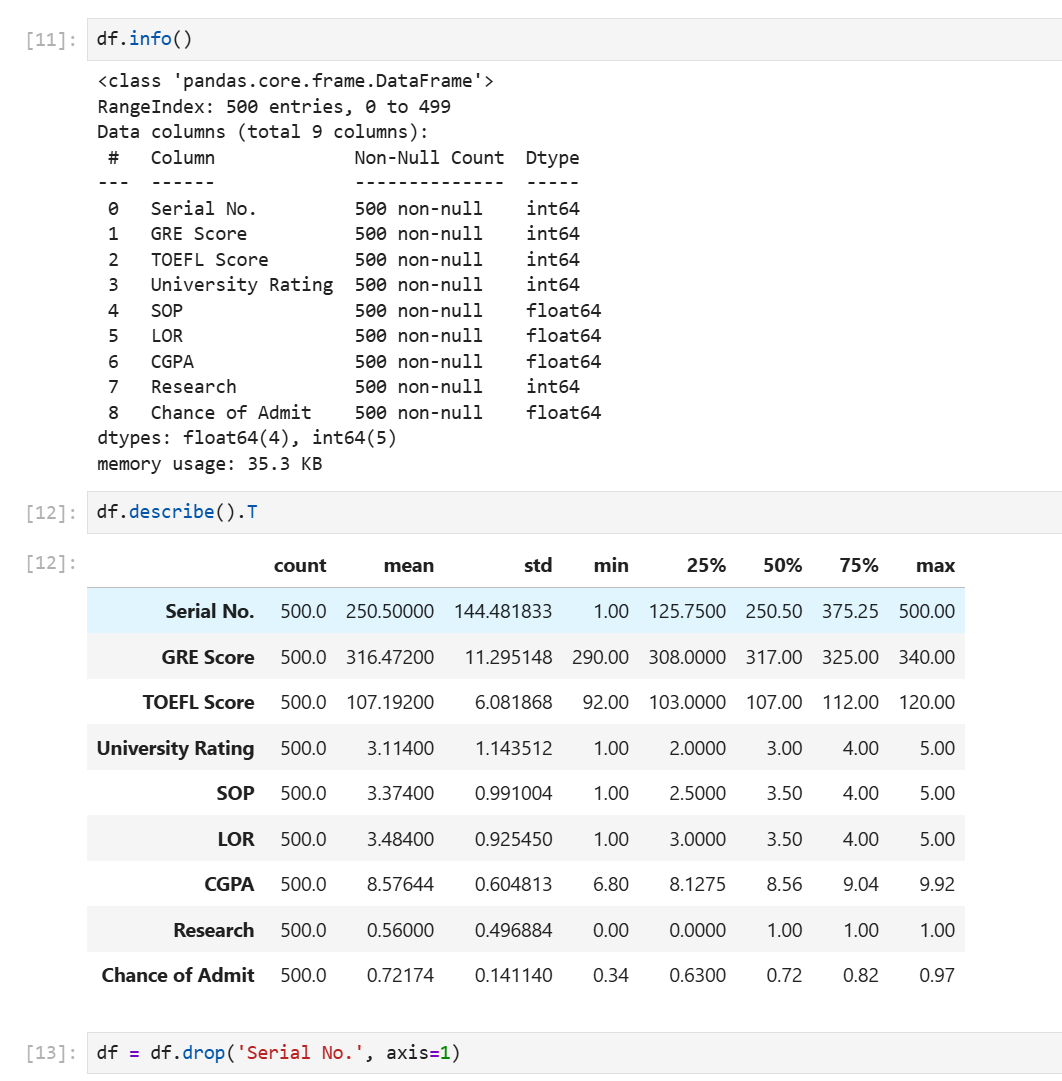 [11]: df.info()
<class 'pandas.core.frame.DataFrame'>
RangeIndex: 500 entries, 0 to 499
Data columns (total 9 columns):
 #   Column             Non-Null Count  Dtype
---  ------             --------------  -----
 0   Serial No.         500 non-null    int64
 1   GRE Score          500 non-null    int64
 2   TOEFL Score        500 non-null    int64
 3   University Rating  500 non-null    int64
 4   SOP                500 non-null    float64
 5   LOR                500 non-null    float64
 6   CGPA               500 non-null    float64
 7   Research           500 non-null    int64
 8   Chance of Admit    500 non-null    float64
dtypes: float64(4), int64(5)
memory usage: 35.3 KB
[12]: df.describe().T
[12]: count mean std min 25% 50% 75% max
Serial No. 500.0 250.50000 144.481833 1.00 125.7500 250.50 375.25 500.00
GRE Score 500.0 316.47200 11.295148 290.00 308.0000 317.00 325.00 340.00
TOEFL Score 500.0 107.19200 6.081868 92.00 103.0000 107.00 112.00 120.00
University Rating 500.0 3.11400 1.143512 1.00 2.0000 3.00 4.00 5.00
SOP 500.0 3.37400 0.991004 1.00 2.5000 3.50 4.00 5.00
LOR 500.0 3.48400 0.925450 1.00 3.0000 3.50 4.00 5.00
CGPA 500.0 8.57644 0.604813 6.80 8.1275 8.56 9.04 9.92
Research 500.0 0.56000 0.496884 0.00 0.0000 1.00 1.00 1.00
Chance of Admit 500.0 0.72174 0.141140 0.34 0.6300 0.72 0.82 0.97
[13]: df = df.drop('Serial No.', axis=1)